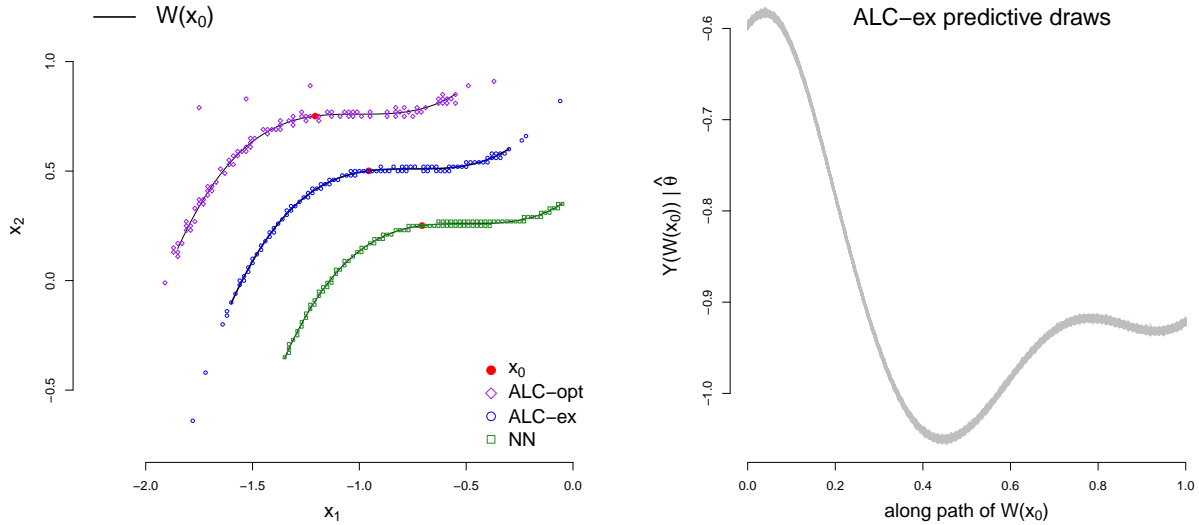 W(x₀)
x₂
1.0
0.5
0.0
−0.5
x₀
ALC−opt
ALC−ex
NN
−2.0 −1.5 −1.0 −0.5 0.0
x₁
ALC−ex predictive draws
Y(W(x₀)) | θ̂
−0.6
−0.7
−0.8
−0.9
−1.0
0.0 0.2 0.4 0.6 0.8 1.0
along path of W(x₀)